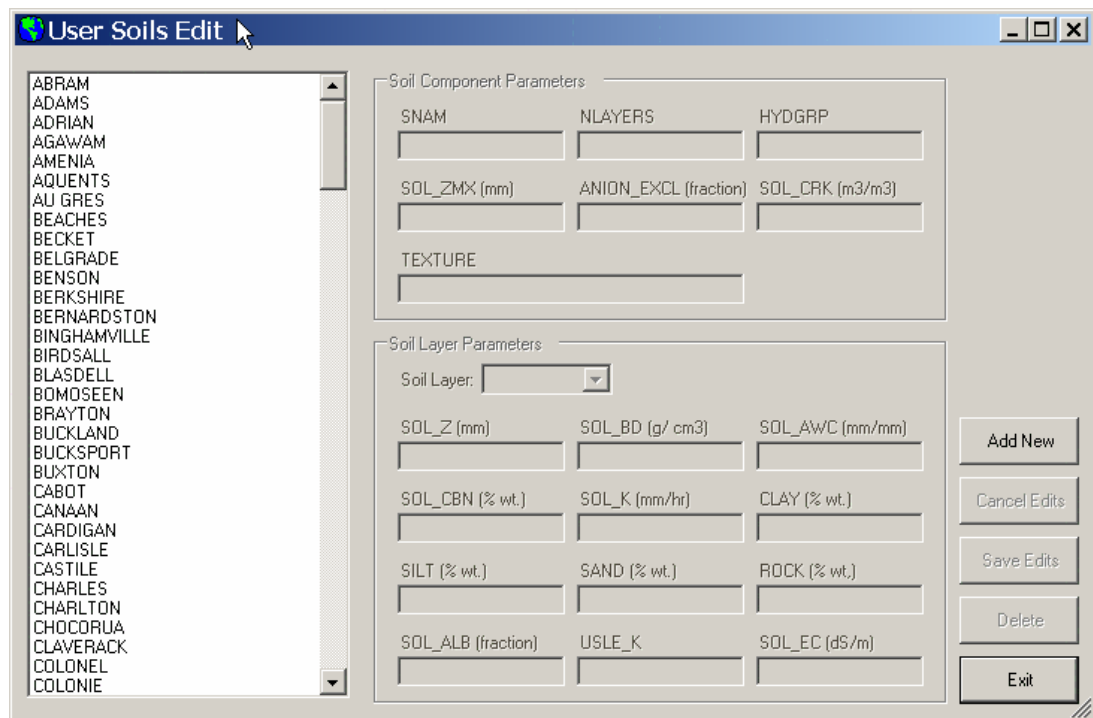 User Soils Edit
ABRAM
ADAMS
ADRIAN
AGAWAM
AMENIA
AQUENTS
AU GRES
BEACHES
BECKET
BELGRADE
BENSON
BERKSHIRE
BERNARDSTON
BINGHAMVILLE
BIRDSALL
BLASDELL
BOMOSEEN
BRAYTON
BUCKLAND
BUCKSPORT
BUXTON
CABOT
CANAAN
CARDIGAN
CARLISLE
CASTILE
CHARLES
CHARLTON
CHOCORUA
CLAVERACK
COLONEL
COLONIE
Soil Component Parameters
SNAM NLAYERS HYDGRP
SOL_ZMX (mm) ANION_EXCL (fraction) SOL_CRK (m3/m3)
TEXTURE
Soil Layer Parameters
Soil Layer:
SOL_Z (mm) SOL_BD (g/ cm3) SOL_AWC (mm/mm)
SOL_CBN (% wt.) SOL_K (mm/hr) CLAY (% wt.)
SILT (% wt.) SAND (% wt.) ROCK (% wt.)
SOL_ALB (fraction) USLE_K SOL_EC (dS/m)
Add New
Cancel Edits
Save Edits
Delete
Exit